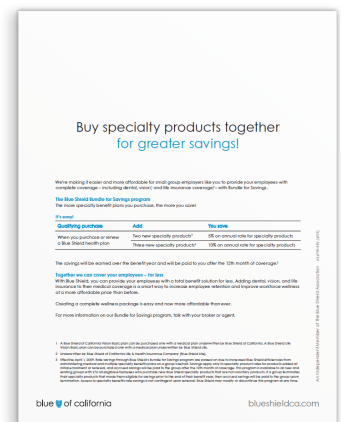 Buy specialty products together
for greater savings!
We're making it easier and more affordable for small group employers like you to provide your employees with
complete coverage – including dental, vision, and life insurance coverage – with Bundle for Savings.
The Blue Shield Bundle for Savings program
The more specialty benefit plans you purchase, the more you save!
It's easy!
Qualifying purchase Add You save
When you purchase or renew
a Blue Shield health plan
Two new specialty products 5% on annual rate for specialty products
Three new specialty products 10% on annual rate for specialty products
The savings will be earned over the benefit year and will be paid to you after the 12th month of coverage.
Together we can cover your employees – for less
With Blue Shield, you can provide your employees with a total benefit solution for less. Adding dental, vision, and life
insurance to their medical coverage is a smart way to increase employee retention and improve workforce wellness
at a more affordable price than before.
Creating a complete wellness package is easy and now more affordable than ever.
For more information on our Bundle for Savings program, talk with your broker or agent.
blue of california
blueshieldca.com
An Independent Member of the Blue Shield Association